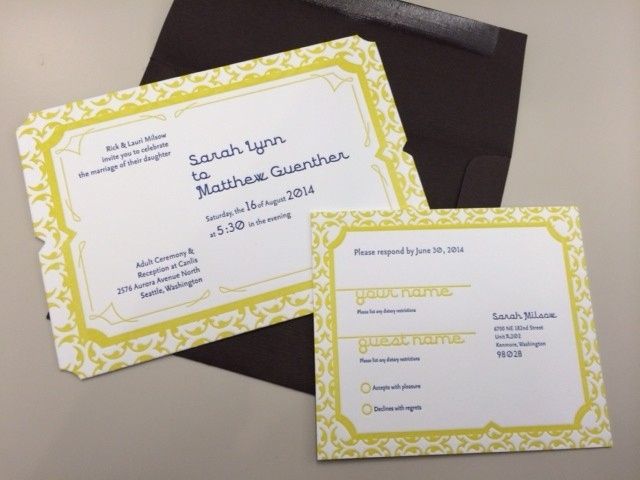 Rick & Lauri Milsow
invite you to celebrate
the marriage of their daughter
Sarah Lynn
to
Matthew Guenther
Saturday, the 16 of August 2014
at 5:30 in the evening
Adult Ceremony &
Reception at Canlis
2576 Aurora Avenue North
Seattle, Washington
Please respond by June 30, 2014
your name
Please list any dietary restrictions
guest name
Please list any dietary restrictions
Accepts with pleasure
Declines with regrets
Sarah Milsow
6700 NE 182nd Street
Unit A202
Kenmore, Washington
98028